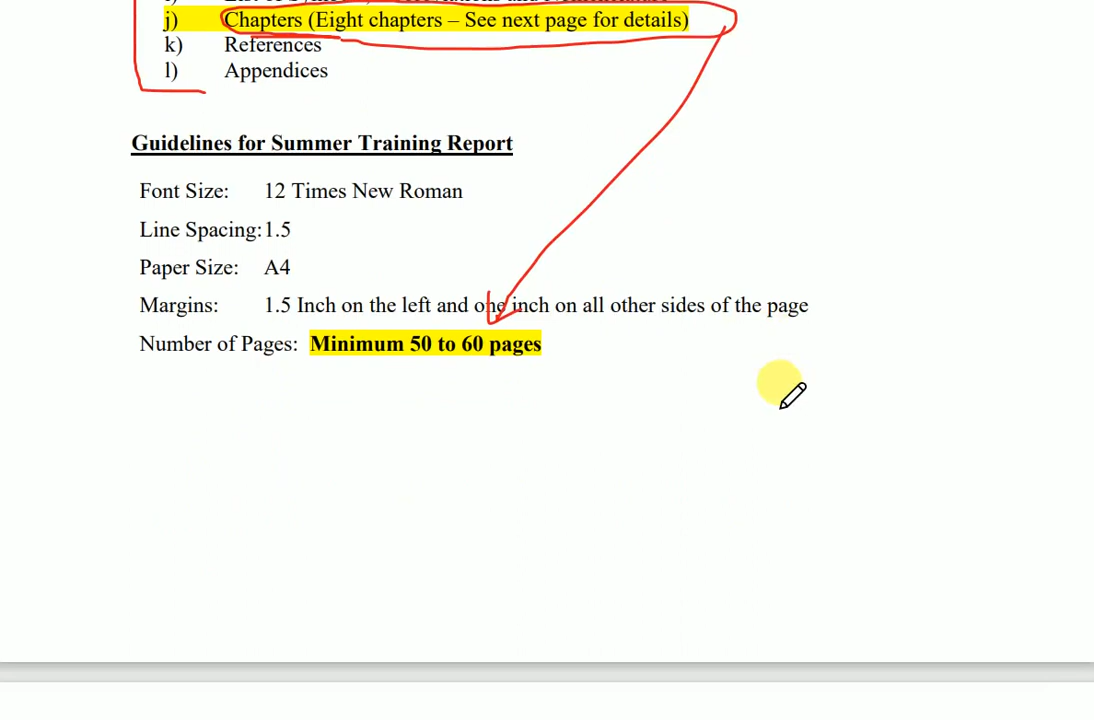 j) Chapters (Eight chapters – See next page for details)
k) References
l) Appendices
Guidelines for Summer Training Report
Font Size: 12 Times New Roman
Line Spacing: 1.5
Paper Size: A4
Margins: 1.5 Inch on the left and one inch on all other sides of the page
Number of Pages: Minimum 50 to 60 pages